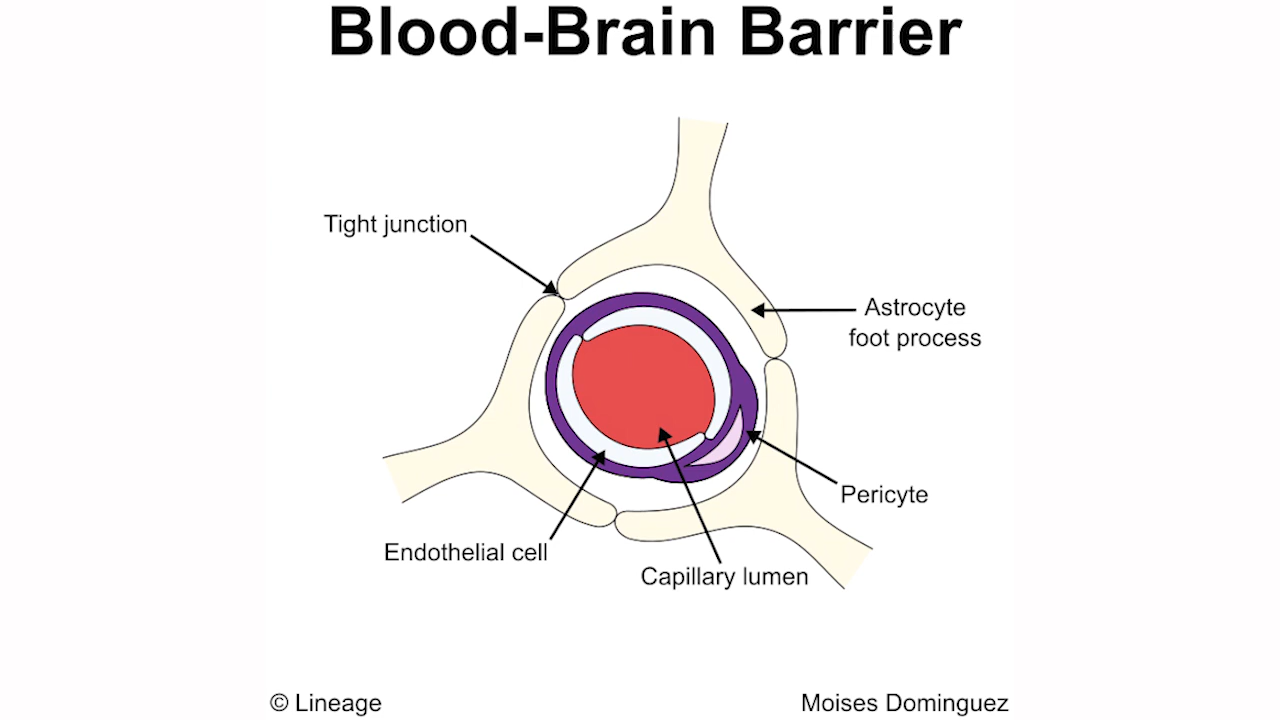 Blood-Brain Barrier
Tight junction
Astrocyte
foot process
Pericyte
Endothelial cell
Capillary lumen
© Lineage
Moises Dominguez